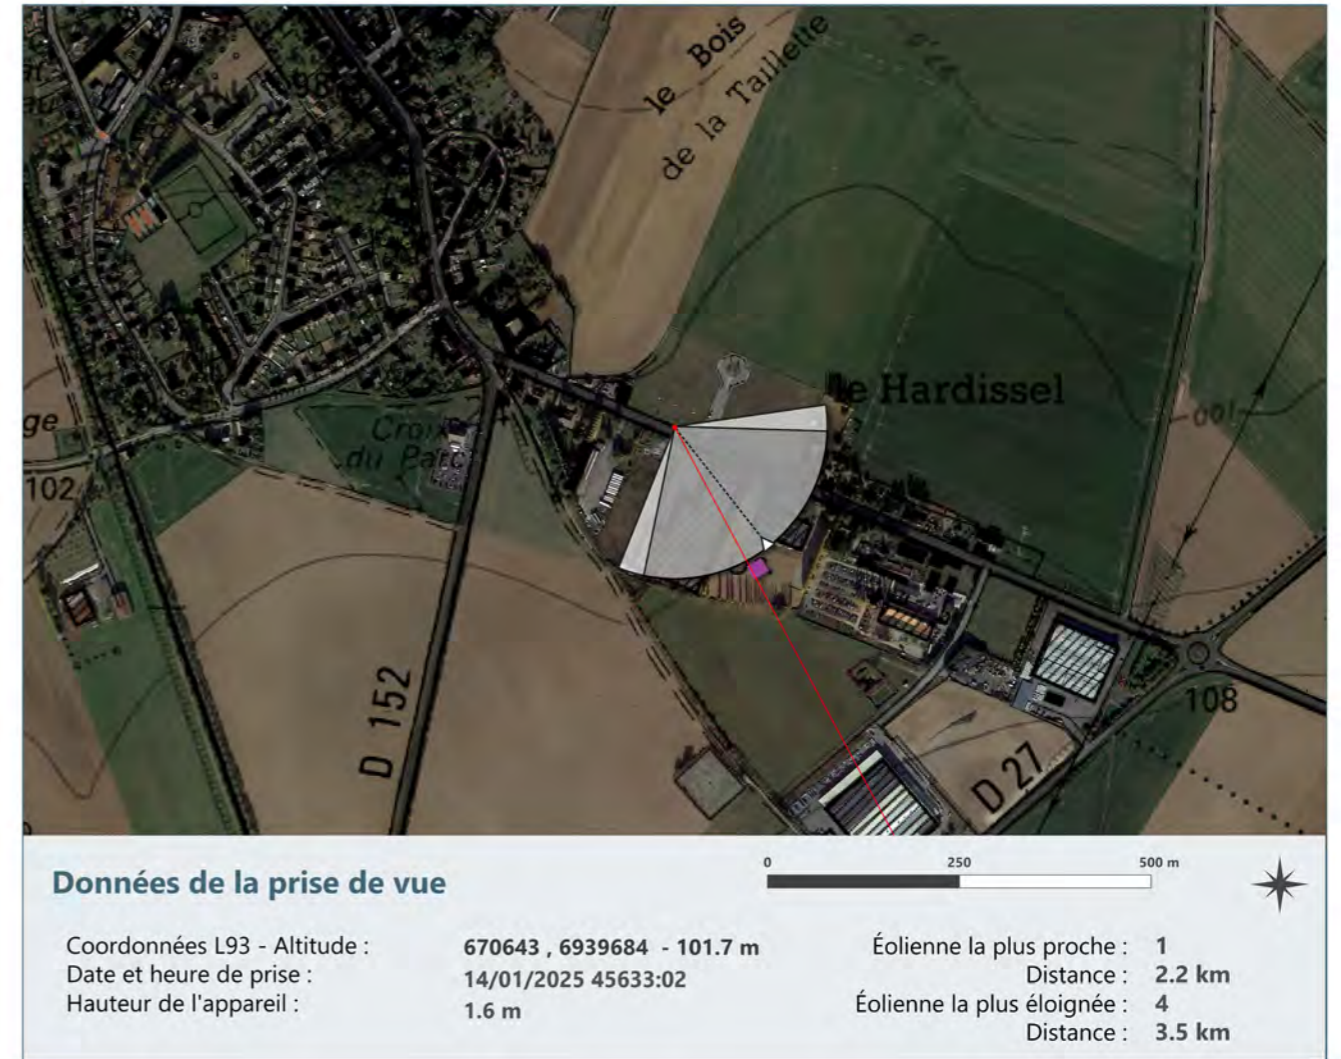 le Bois
de la Taillette
le Hardissel
Croix
du Parc
102
100
D 152
D 27
108
Données de la prise de vue
0 250 500 m
Coordonnées L93 - Altitude : 670643 , 6939684 - 101.7 m
Date et heure de prise : 14/01/2025 45633:02
Hauteur de l'appareil : 1.6 m
Éolienne la plus proche : 1
Distance : 2.2 km
Éolienne la plus éloignée : 4
Distance : 3.5 km